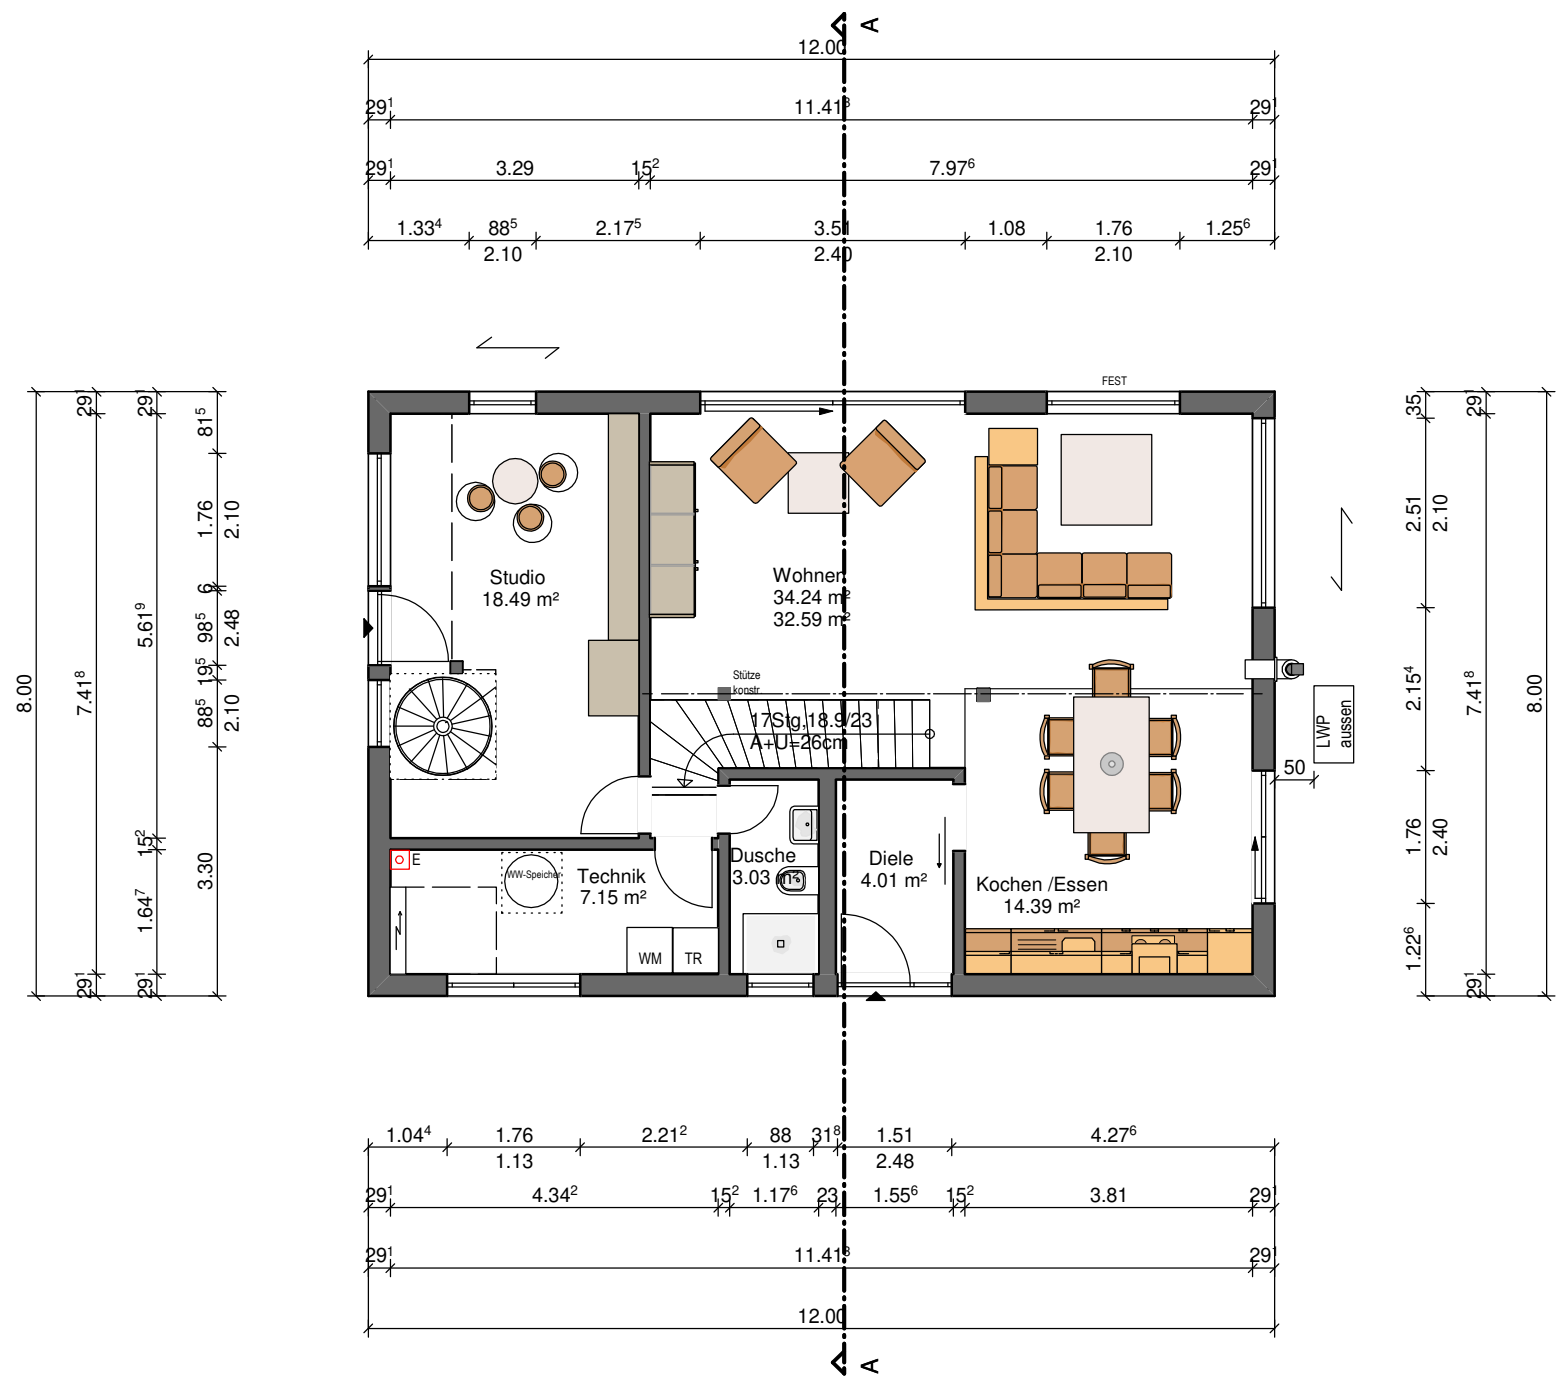 A
12.00
29¹ 11.41⁸ 29¹
29¹ 3.29 15² 7.97⁶ 29¹
1.33⁴ 88⁵ 2.17⁵ 3.51 1.08 1.76 1.25⁶
2.10 2.40 2.10
FEST
8.00
7.41⁸
29¹
29¹
29¹
5.61⁹
15²
1.64⁷
29¹
81⁵
1.76
2.10
6
98⁵
2.48
19⁵
88⁵
2.10
3.30
Studio
18.49 m²
Wohnen
34.24 m²
32.59 m²
Stütze
konstr.
17Stg,18.9/23
A+U=26cm
E
WW-Speicher
Technik
7.15 m²
WM
TR
Dusche
3.03 m²
Diele
4.01 m²
Kochen /Essen
14.39 m²
LWP
aussen
50
35
2.51
2.10
2.15⁴
1.76
2.40
1.22⁶
29¹
7.41⁸
29¹
8.00
1.04⁴ 1.76 2.21² 88 31⁸ 1.51 4.27⁶
1.13 1.13 2.48
29¹ 4.34² 15² 1.17⁶ 23 1.55⁶ 15² 3.81 29¹
29¹ 11.41⁸ 29¹
12.00
A